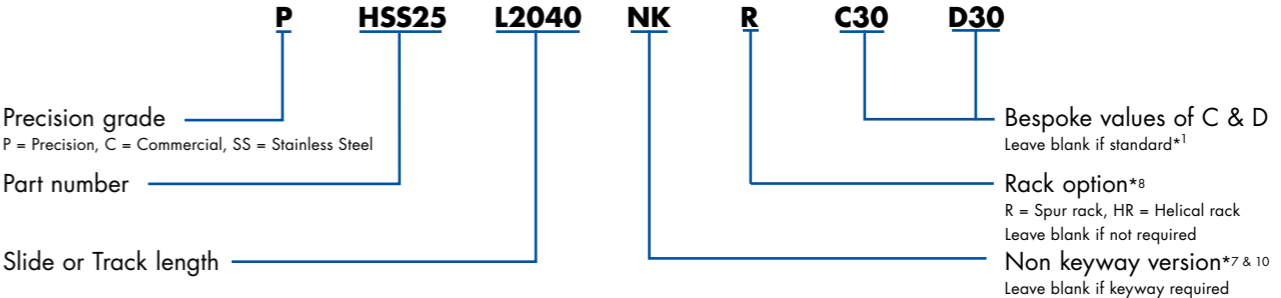 P HSS25 L2040 NK R C30 D30
Precision grade
P = Precision, C = Commercial, SS = Stainless Steel
Part number
Slide or Track length
Bespoke values of C & D
Leave blank if standard*1
Rack option*8
R = Spur rack, HR = Helical rack
Leave blank if not required
Non keyway version*7 & 10
Leave blank if keyway required